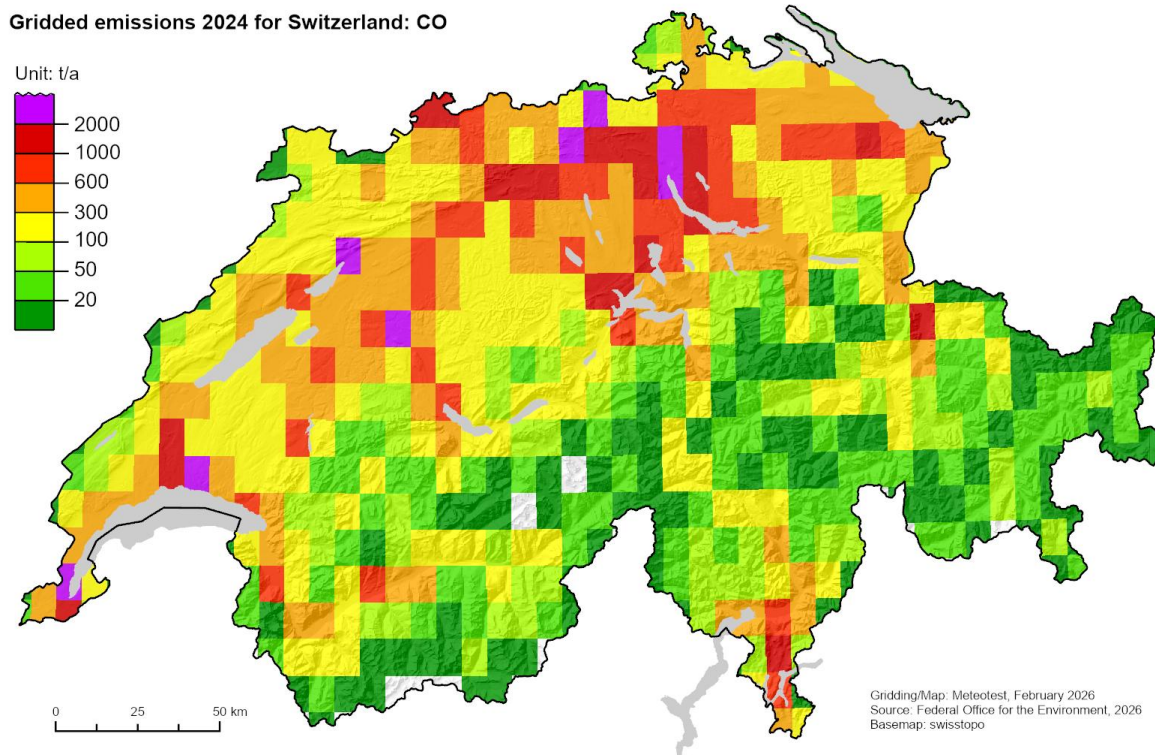 Gridded emissions 2024 for Switzerland: CO
Unit: t/a
2000
1000
600
300
100
50
20
0 25 50 km
Gridding/Map: Meteotest, February 2026
Source: Federal Office for the Environment, 2026
Basemap: swisstopo